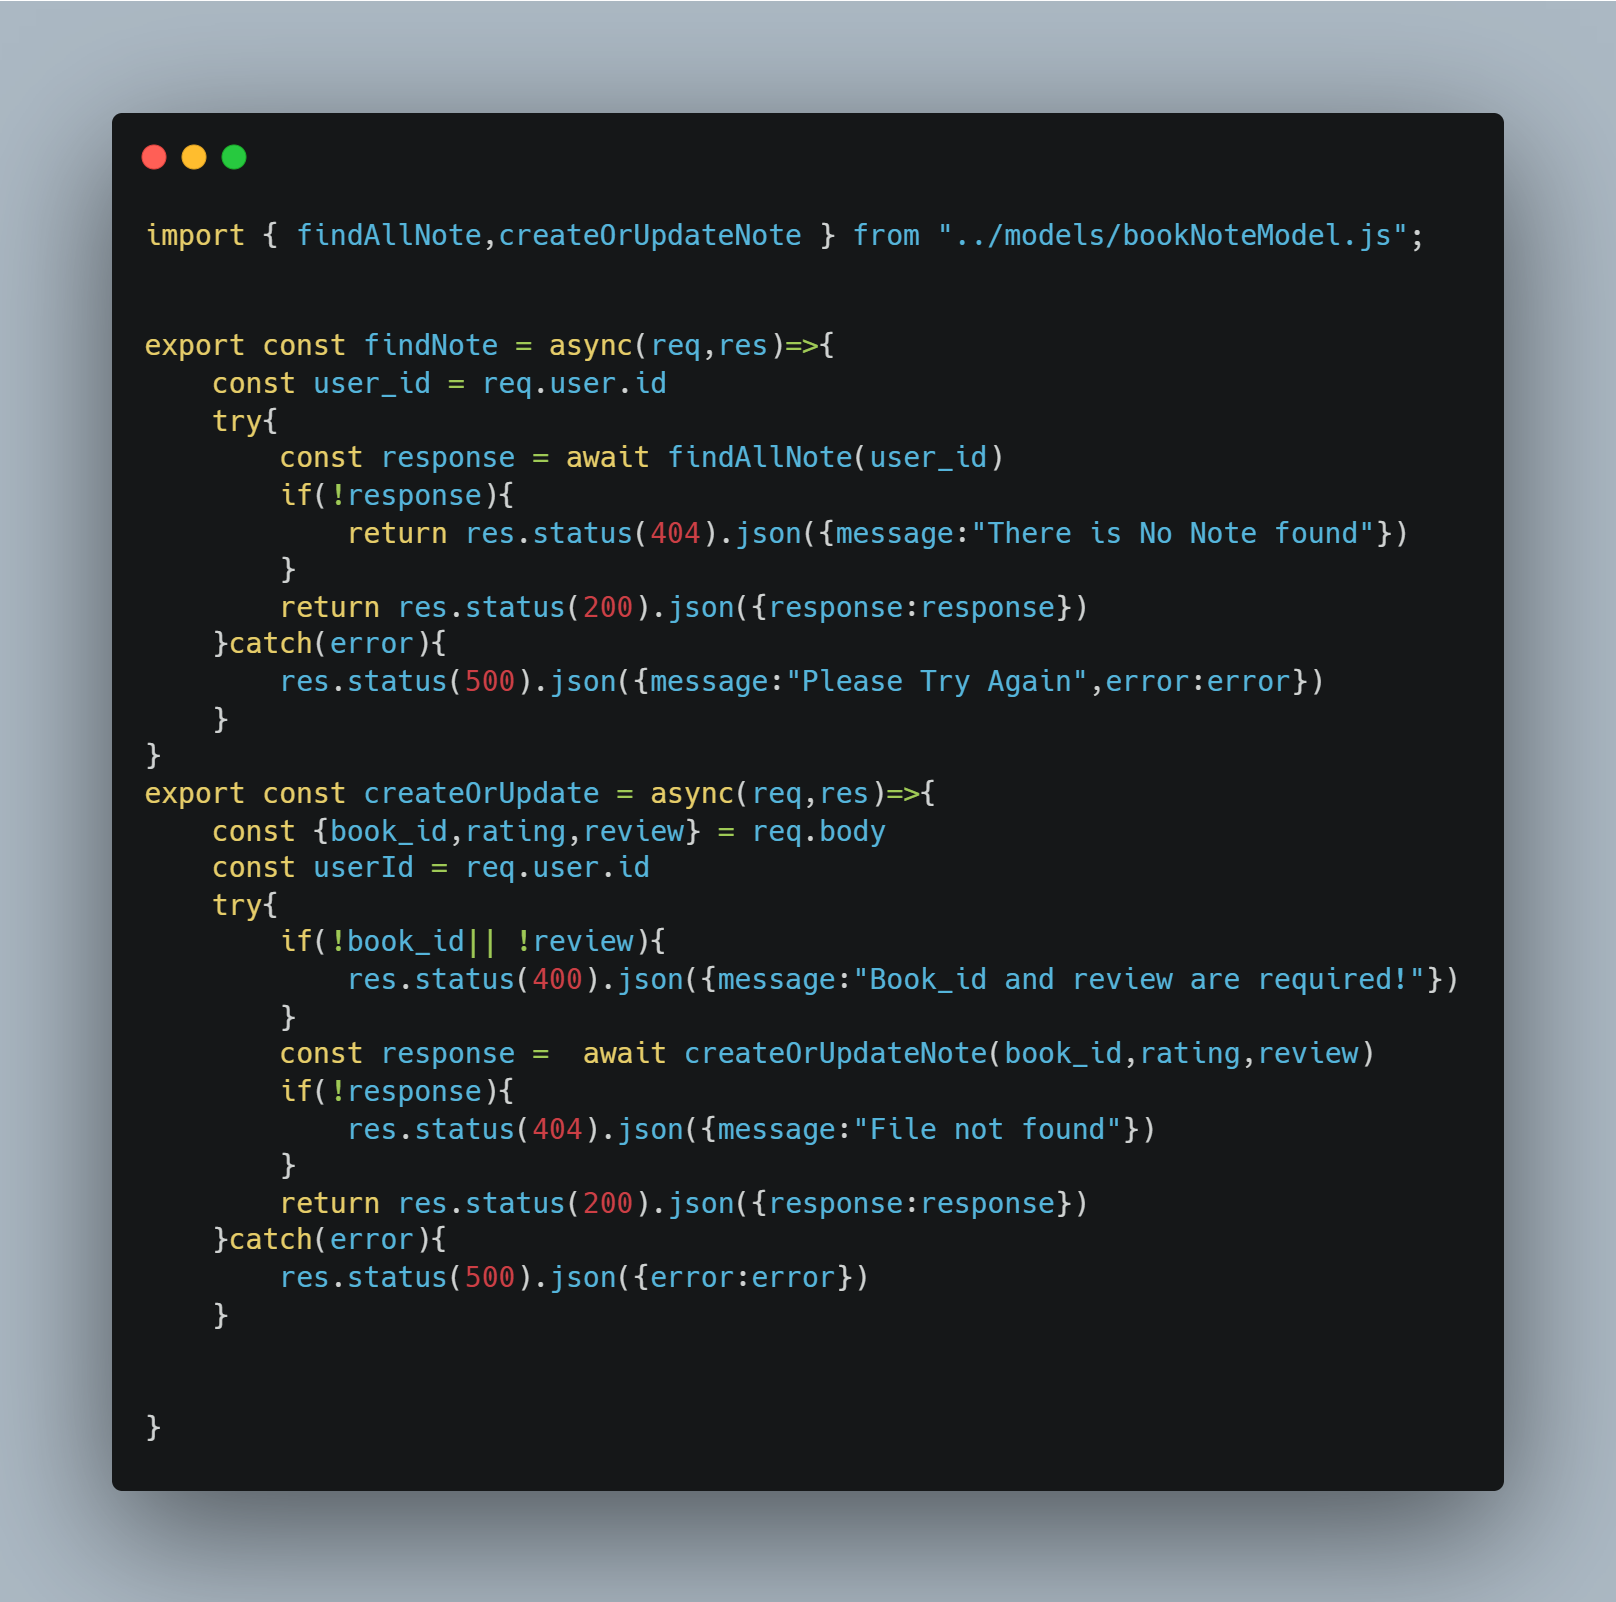 import { findAllNote,createOrUpdateNote } from "../models/bookNoteModel.js";
export const findNote = async(req,res)=>{
    const user_id = req.user.id
    try{
        const response = await findAllNote(user_id)
        if(!response){
            return res.status(404).json({message:"There is No Note found"})
        }
        return res.status(200).json({response:response})
    }catch(error){
        res.status(500).json({message:"Please Try Again",error:error})
    }
}
export const createOrUpdate = async(req,res)=>{
    const {book_id,rating,review} = req.body
    const userId = req.user.id
    try{
        if(!book_id|| !review){
            res.status(400).json({message:"Book_id and review are required!"})
        }
        const response =  await createOrUpdateNote(book_id,rating,review)
        if(!response){
            res.status(404).json({message:"File not found"})
        }
        return res.status(200).json({response:response})
    }catch(error){
        res.status(500).json({error:error})
    }
}